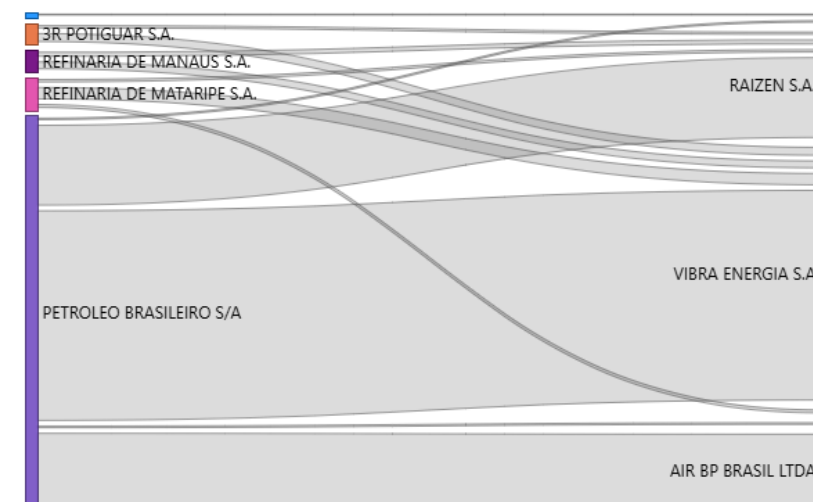 3R POTIGUAR S.A.
REFINARIA DE MANAUS S.A.
RAIZEN S.A.
REFINARIA DE MATARIPE S.A.
VIBRA ENERGIA S.A
PETROLEO BRASILEIRO S/A
AIR BP BRASIL LTDA